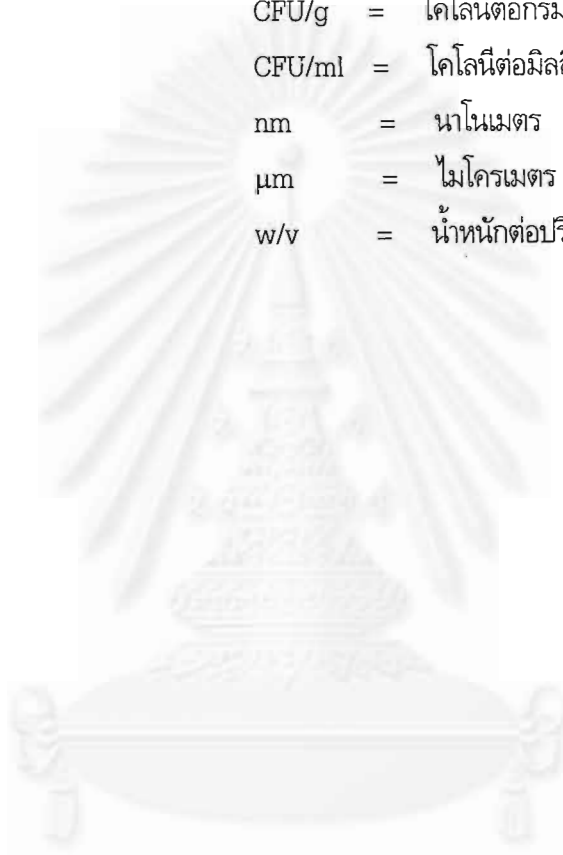 CFU/g = โคโลนีต่อกรัม
CFU/ml = โคโลนีต่อ
nm = นาโนเมตร
μm = ไมโครเมตร
w/v = น้ำหนักต่อ